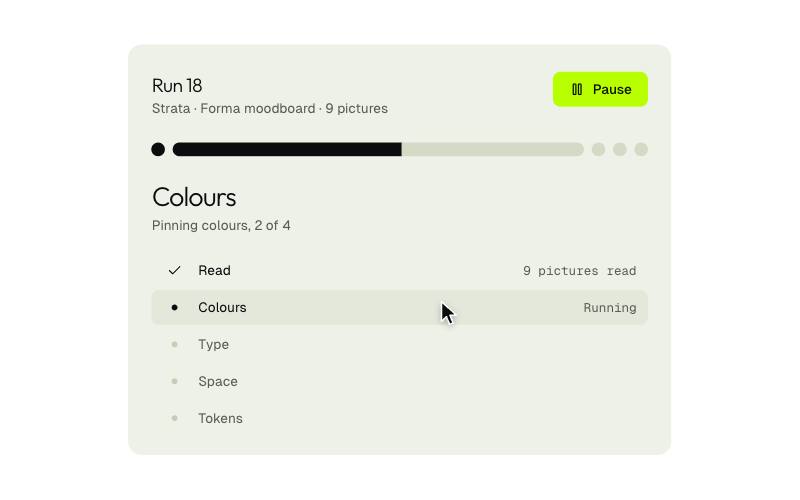 Run 18
Strata · Forma moodboard · 9 pictures
Pause
Colours
Pinning colours, 2 of 4
Read 9 pictures read
Colours Running
Type
Space
Tokens